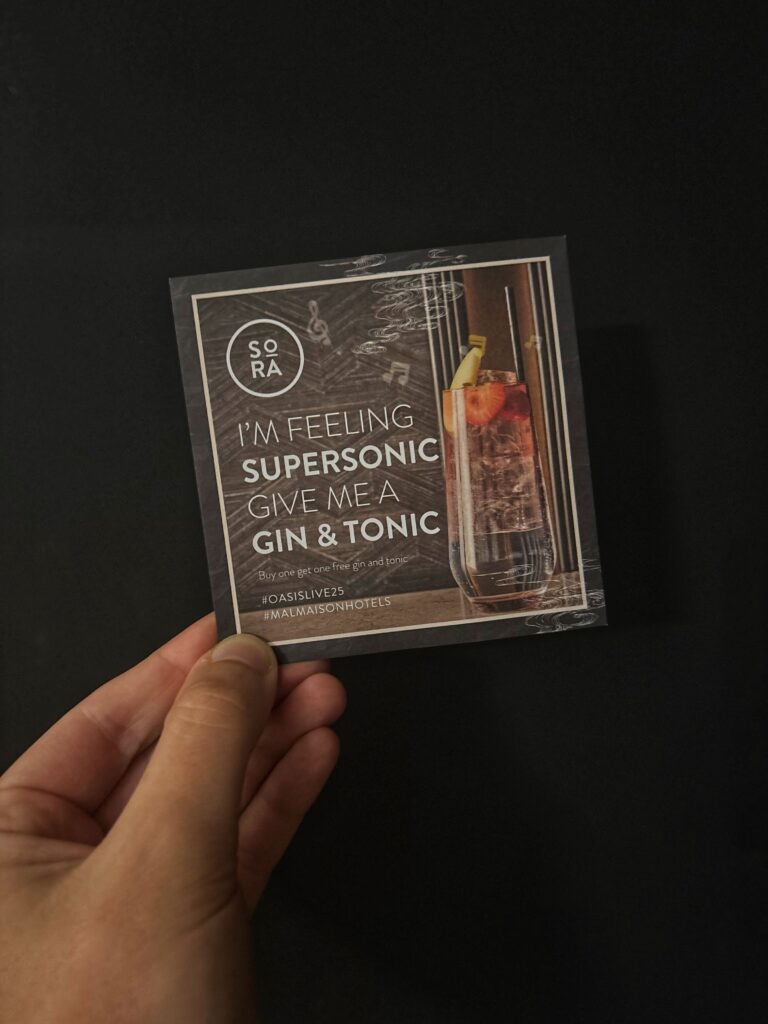 SO
RA
I'M FEELING
SUPERSONIC
GIVE ME A
GIN & TONIC
Buy one get one free gin and tonic
#OASISLIVE25
#MALMAISONHOTELS